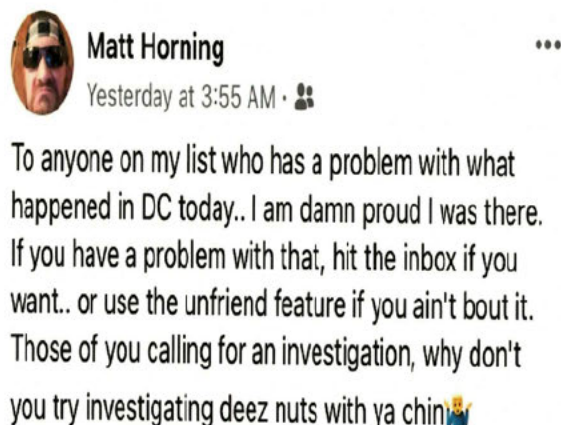 Matt Horning
Yesterday at 3:55 AM ·
To anyone on my list who has a problem with what
happened in DC today.. I am damn proud I was there.
If you have a problem with that, hit the inbox if you
want.. or use the unfriend feature if you ain't bout it.
Those of you calling for an investigation, why don't
you try investigating deez nuts with ya chin🤷‍♂️